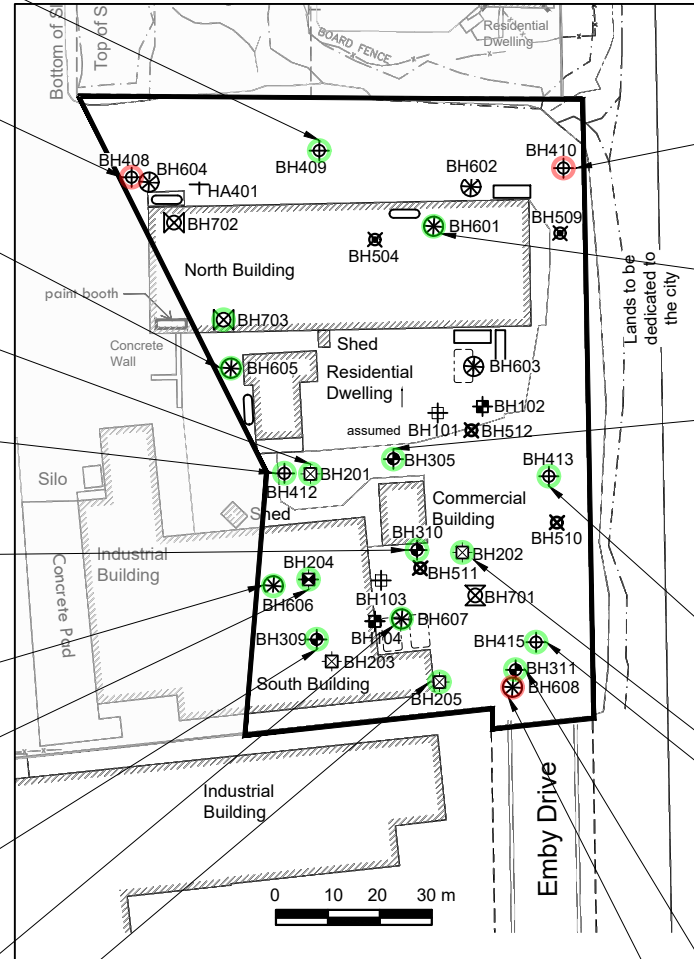 Bottom of Sl
Top of S
Residential
Dwelling
BOARD FENCE
BH408
BH604
HA401
BH409
BH602
BH410
BH702
BH504
BH601
BH509
North Building
Lands to be
dedicated to
the city
paint booth
BH703
Concrete
Wall
Shed
BH605
Residential
Dwelling
BH603
BH102
assumed
BH101
BH512
BH305
BH201
BH412
BH413
Silo
Shed
Commercial
Building
BH510
BH310
Industrial
Building
BH204
BH202
BH511
Concrete Pad
BH606
BH103
BH701
BH607
BH104
BH309
BH415
BH203
BH311
South Building
BH205
BH608
Industrial
Building
Emby Drive
0 10 20 30 m